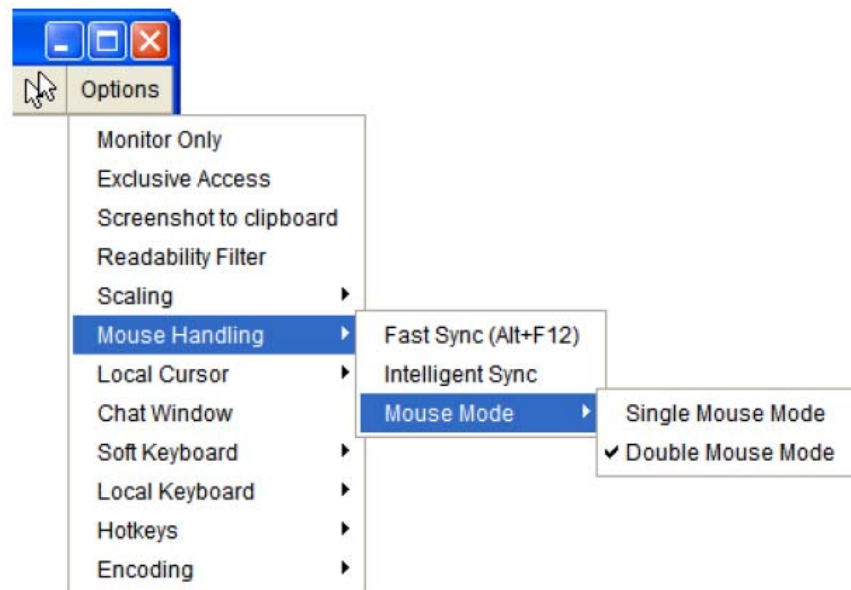 Options
Monitor Only
Exclusive Access
Screenshot to clipboard
Readability Filter
Scaling
Mouse Handling
Local Cursor
Chat Window
Soft Keyboard
Local Keyboard
Hotkeys
Encoding
Fast Sync (Alt+F12)
Intelligent Sync
Mouse Mode
Single Mouse Mode
Double Mouse Mode